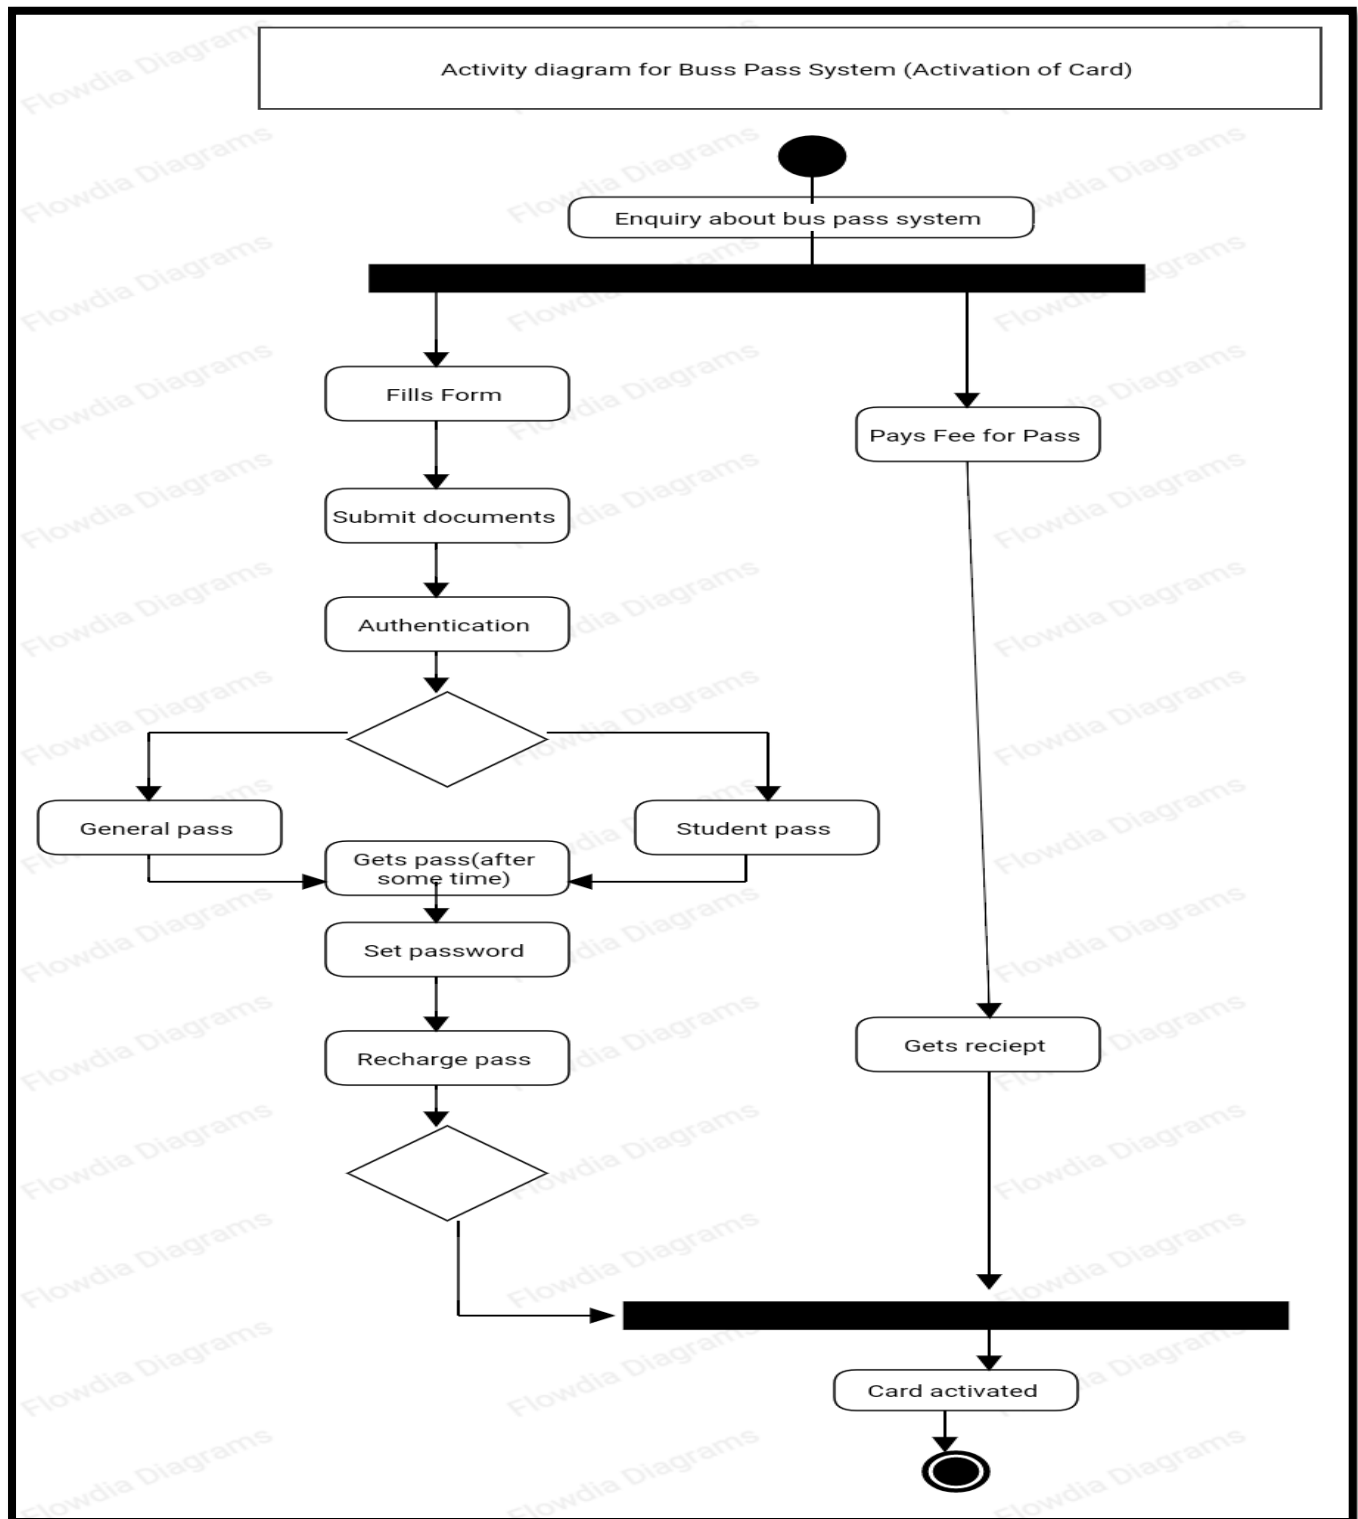 Activity diagram for Buss Pass System (Activation of Card)
Enquiry about bus pass system
Fills Form
Pays Fee for Pass
Submit documents
Authentication
General pass
Student pass
Gets pass(after
some time)
Set password
Recharge pass
Gets reciept
Card activated
Flowdia Diagrams